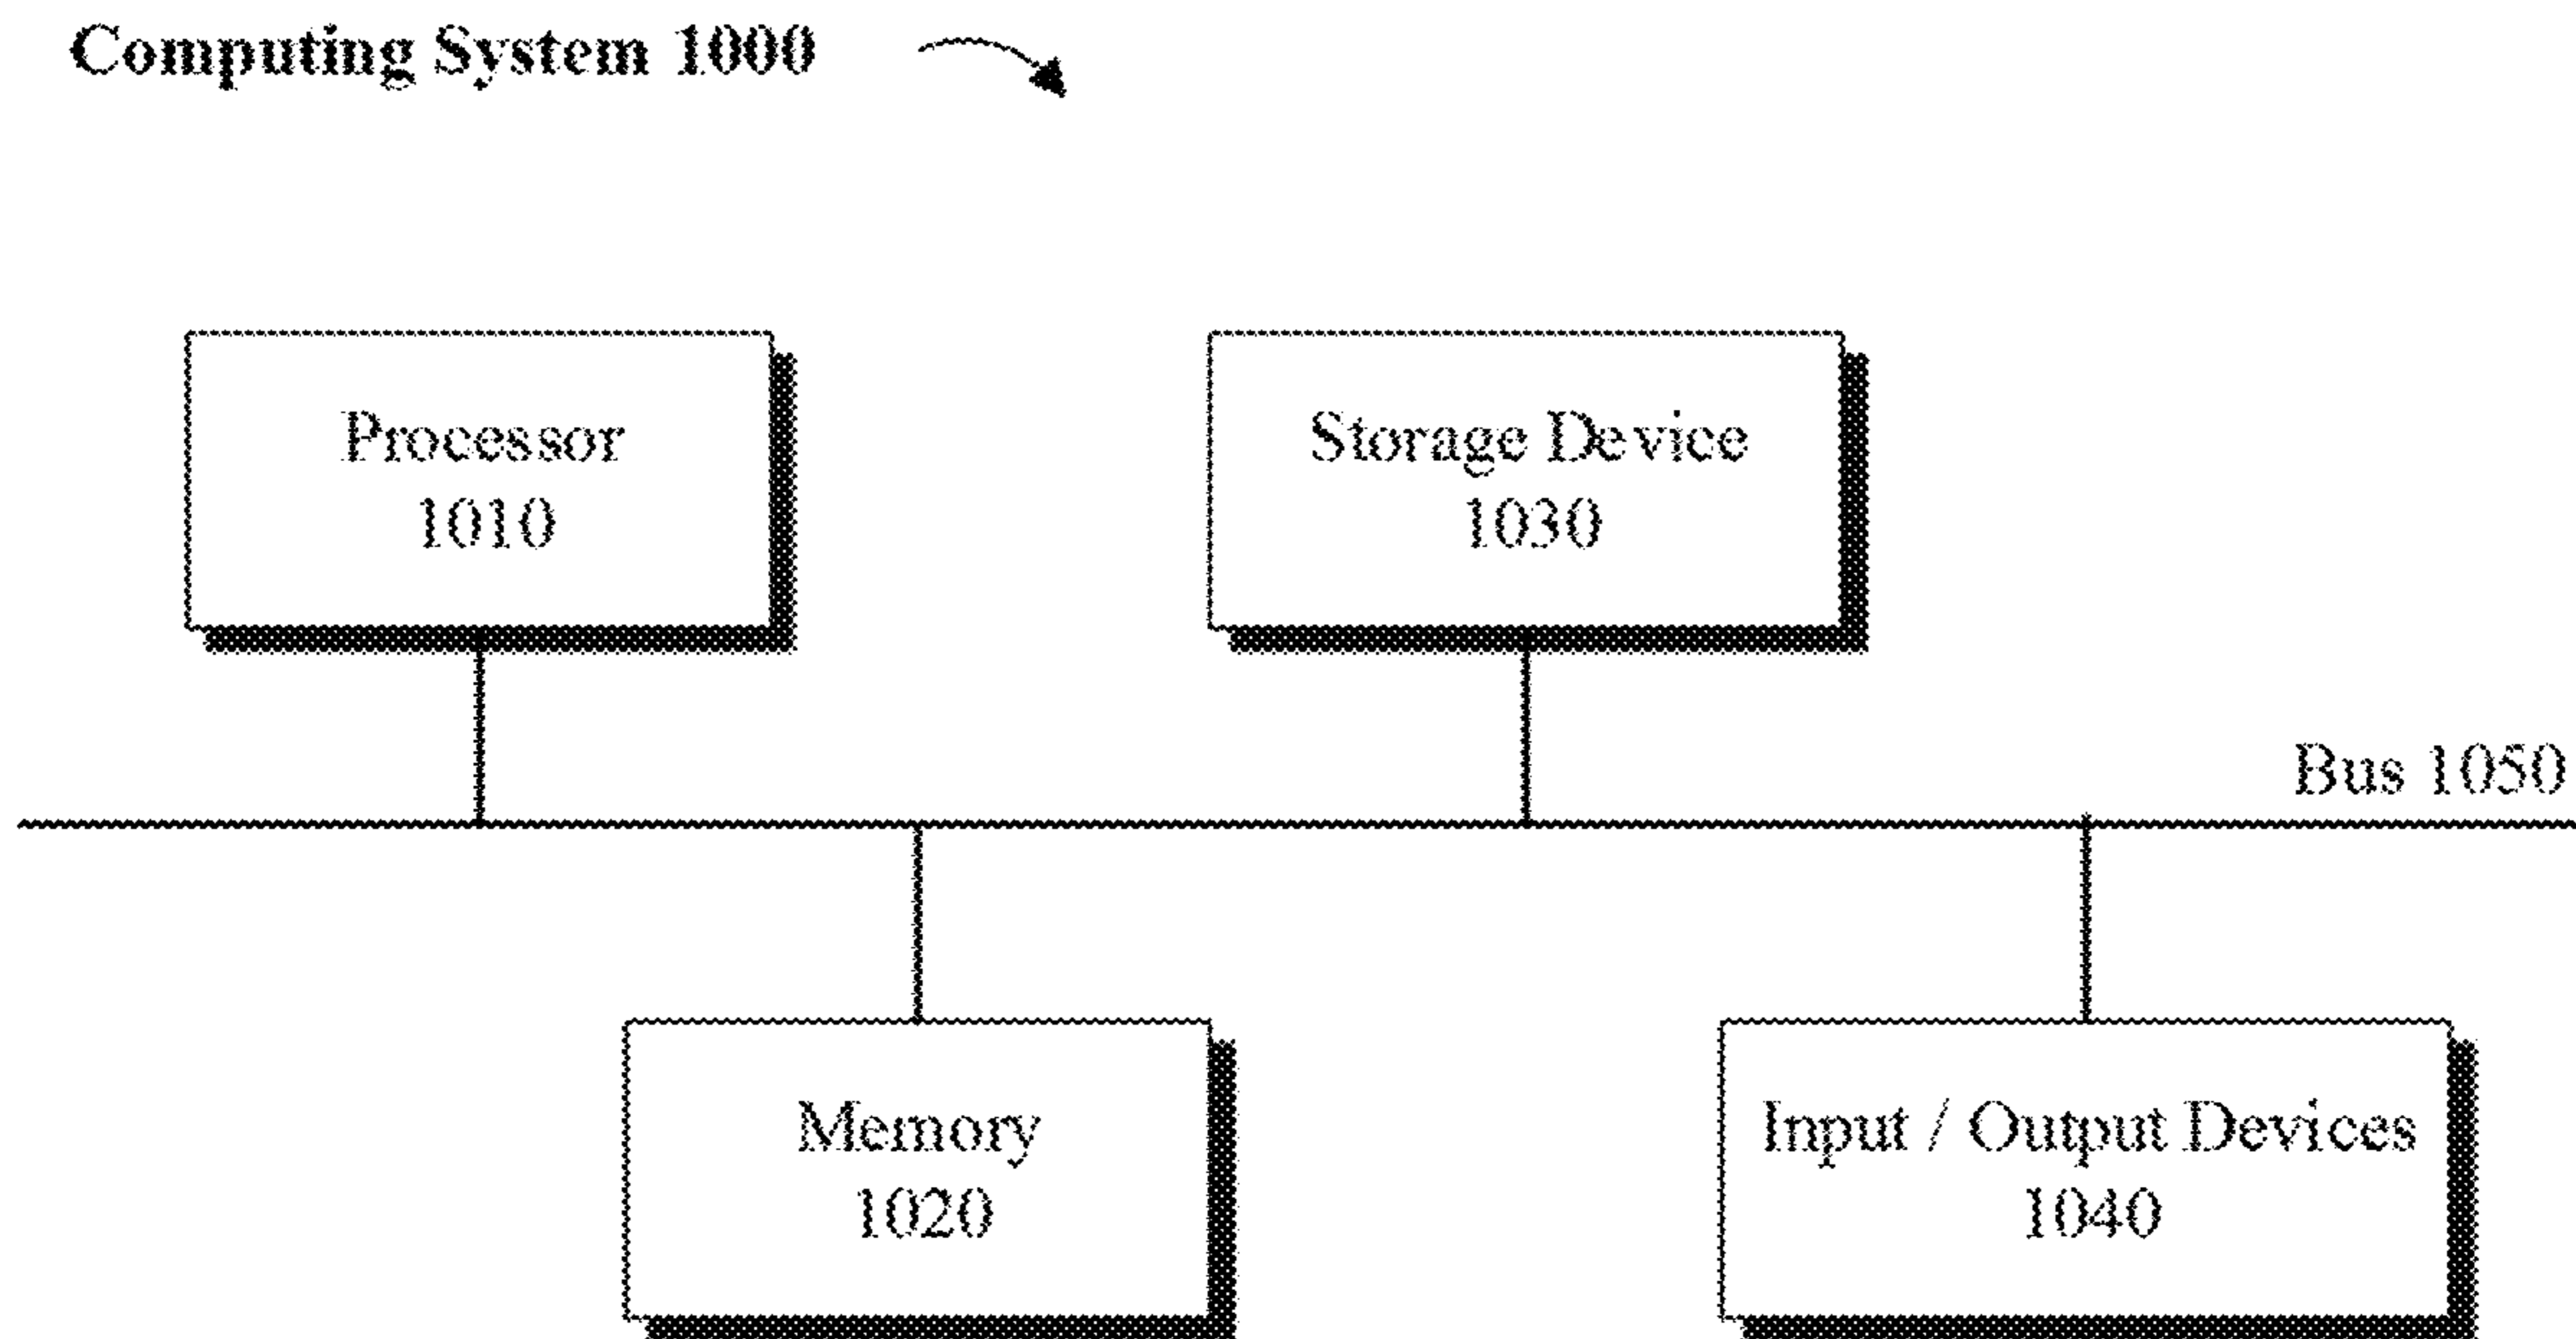 Computing System 1000
Processor
1010
Storage Device
1030
Bus 1050
Memory
1020
Input / Output Devices
1040